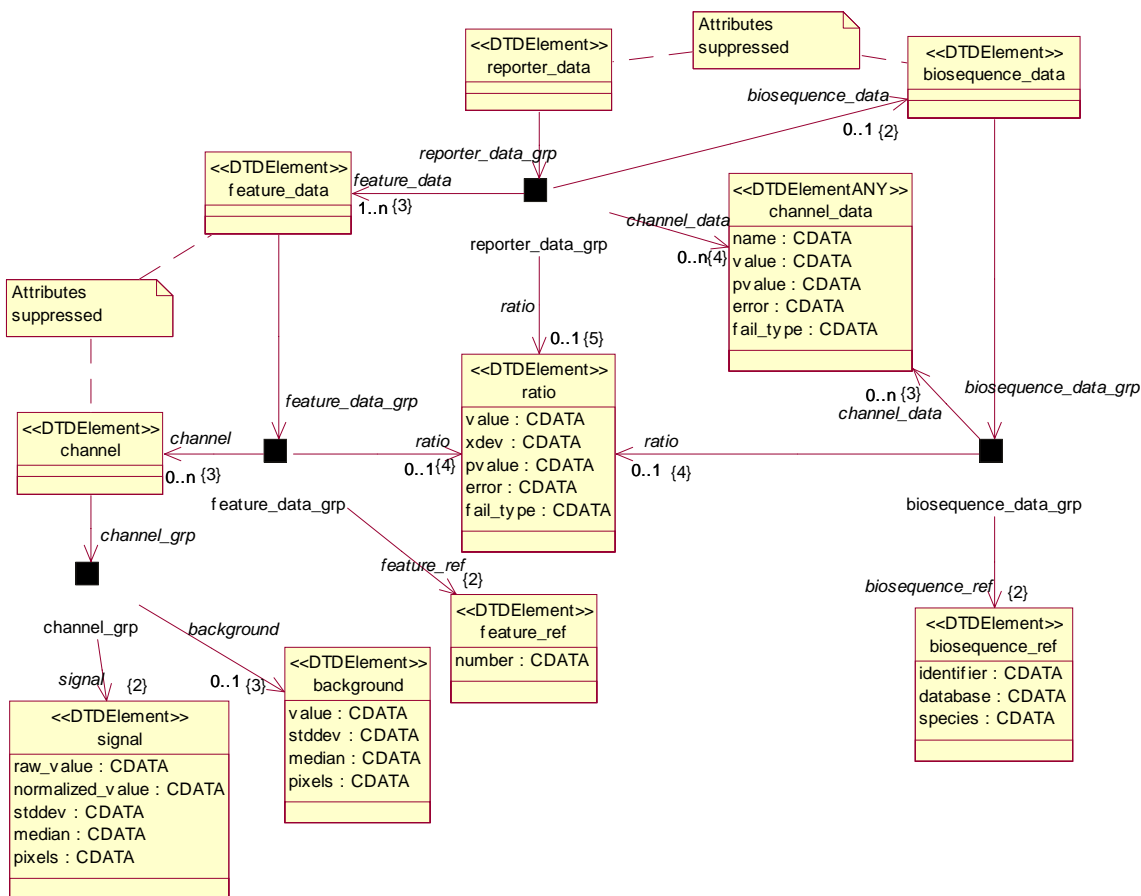 Attributes
suppressed
<<DTDElement>>
reporter_data
<<DTDElement>>
biosequence_data
biosequence_data
0..1 {2}
reporter_data_grp
<<DTDElement>>
feature_data
feature_data
1..n {3}
<<DTDElementANY>>
channel_data
name : CDATA
value : CDATA
pvalue : CDATA
error : CDATA
fail_type : CDATA
channel_data
0..n{4}
reporter_data_grp
ratio
0..1 {5}
Attributes
suppressed
<<DTDElement>>
ratio
value : CDATA
xdev : CDATA
pvalue : CDATA
error : CDATA
fail_type : CDATA
0..n {3}
channel_data
biosequence_data_grp
feature_data_grp
<<DTDElement>>
channel
channel
0..n {3}
ratio
0..1{4}
ratio
0..1 {4}
feature_data_grp
biosequence_data_grp
channel_grp
feature_ref
{2}
biosequence_ref
{2}
<<DTDElement>>
feature_ref
number : CDATA
<<DTDElement>>
biosequence_ref
identifier : CDATA
database : CDATA
species : CDATA
channel_grp
background
0..1 {3}
<<DTDElement>>
background
value : CDATA
stddev : CDATA
median : CDATA
pixels : CDATA
signal
{2}
<<DTDElement>>
signal
raw_value : CDATA
normalized_value : CDATA
stddev : CDATA
median : CDATA
pixels : CDATA